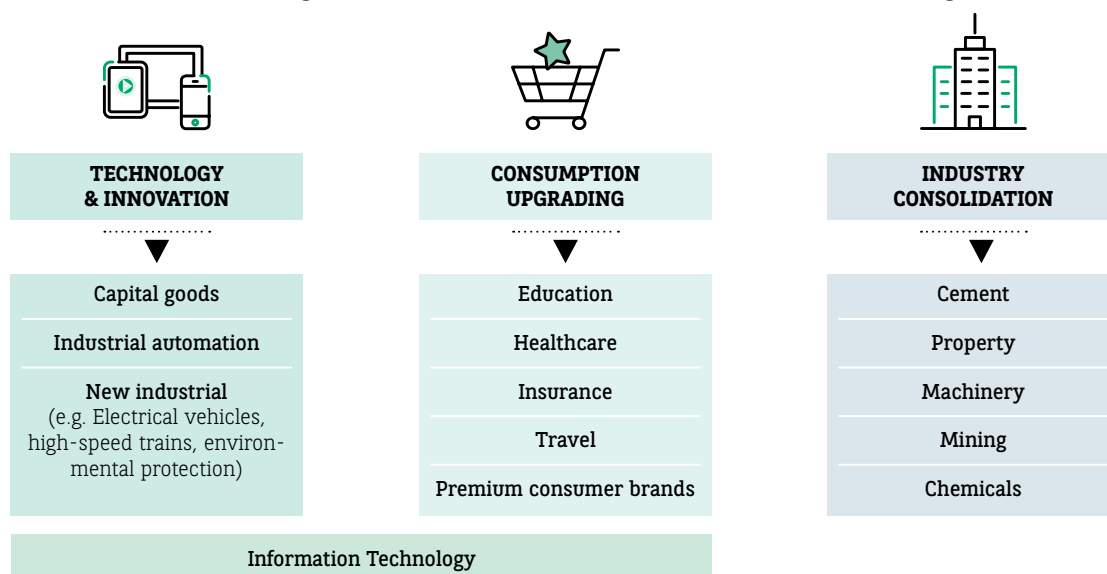 TECHNOLOGY
& INNOVATION
Capital goods
Industrial automation
New industrial
(e.g. Electrical vehicles,
high-speed trains, environ-
mental protection)
CONSUMPTION
UPGRADING
Education
Healthcare
Insurance
Travel
Premium consumer brands
Information Technology
INDUSTRY
CONSOLIDATION
Cement
Property
Machinery
Mining
Chemicals